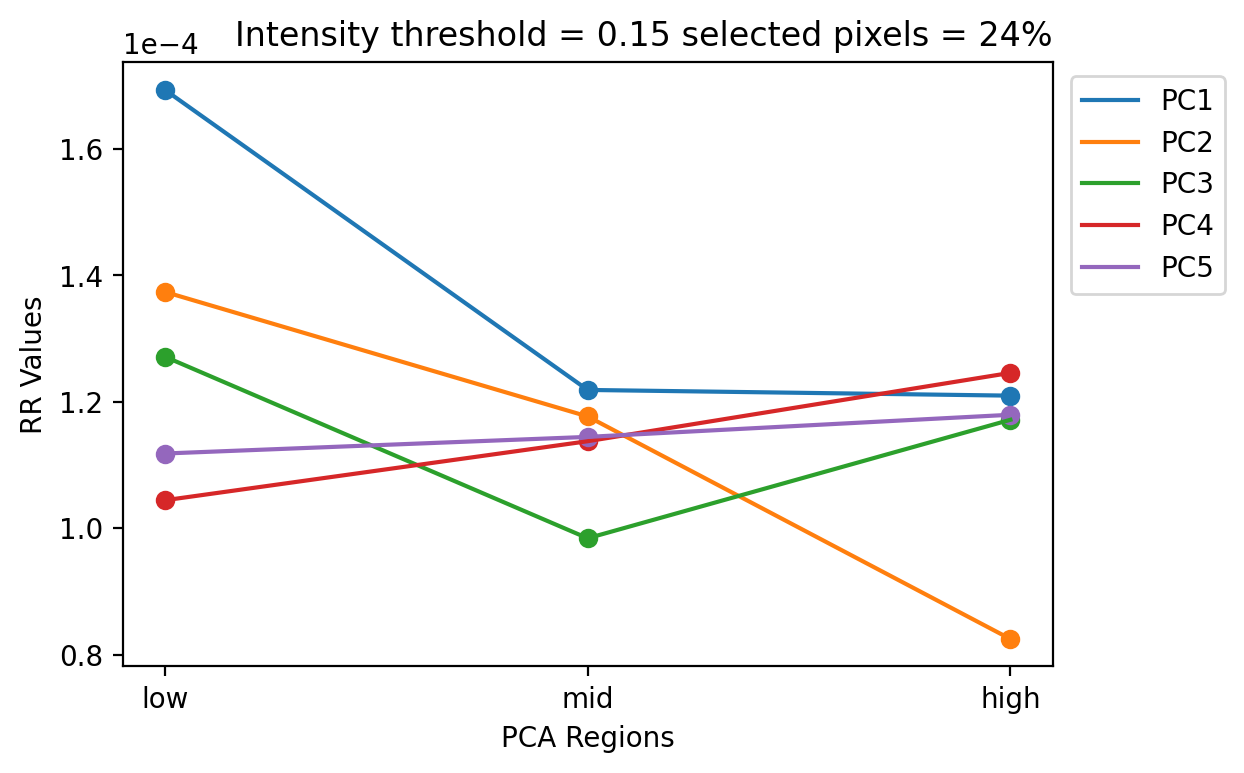 Intensity threshold = 0.15 selected pixels = 24%
1e−4
1.6
1.4
1.2
1.0
0.8
RR Values
low mid high
PCA Regions
PC1
PC2
PC3
PC4
PC5